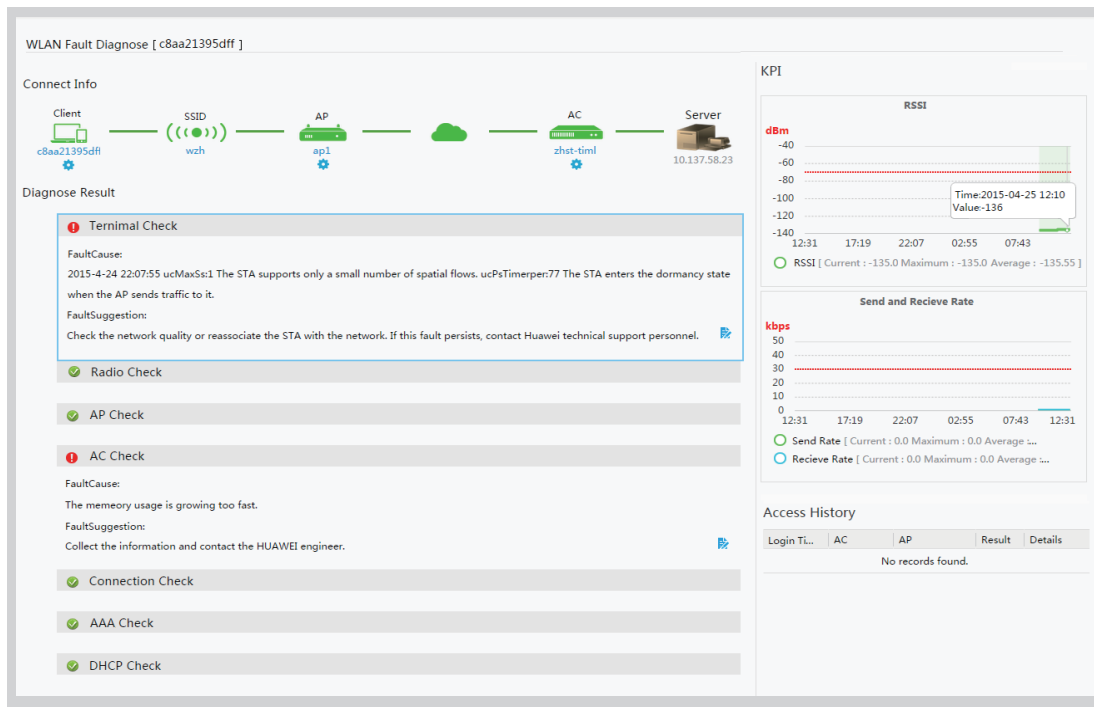 WLAN Fault Diagnose [ c8aa21395dff ]
Connect Info
Client
SSID
AP
AC
Server
c8aa21395dff
wzh
ap1
zhst-timl
10.137.58.23
Diagnose Result
Ternimal Check
FaultCause:
2015-4-24 22:07:55 ucMaxSs:1 The STA supports only a small number of spatial flows. ucPsTimerper:77 The STA enters the dormancy state
when the AP sends traffic to it.
FaultSuggestion:
Check the network quality or reassociate the STA with the network. If this fault persists, contact Huawei technical support personnel.
Radio Check
AP Check
AC Check
FaultCause:
The memeory usage is growing too fast.
FaultSuggestion:
Collect the information and contact the HUAWEI engineer.
Connection Check
AAA Check
DHCP Check
KPI
RSSI
dBm
-40
-60
-80
-100
-120
-140
Time:2015-04-25 12:10
Value:-136
12:31 17:19 22:07 02:55 07:43
RSSI [ Current : -135.0 Maximum : -135.0 Average : -135.55 ]
Send and Recieve Rate
kbps
50
40
30
20
10
0
12:31 17:19 22:07 02:55 07:43 12:31
Send Rate [ Current : 0.0 Maximum : 0.0 Average :...
Recieve Rate [ Current : 0.0 Maximum : 0.0 Average :...
Access History
Login Ti... AC AP Result Details
No records found.